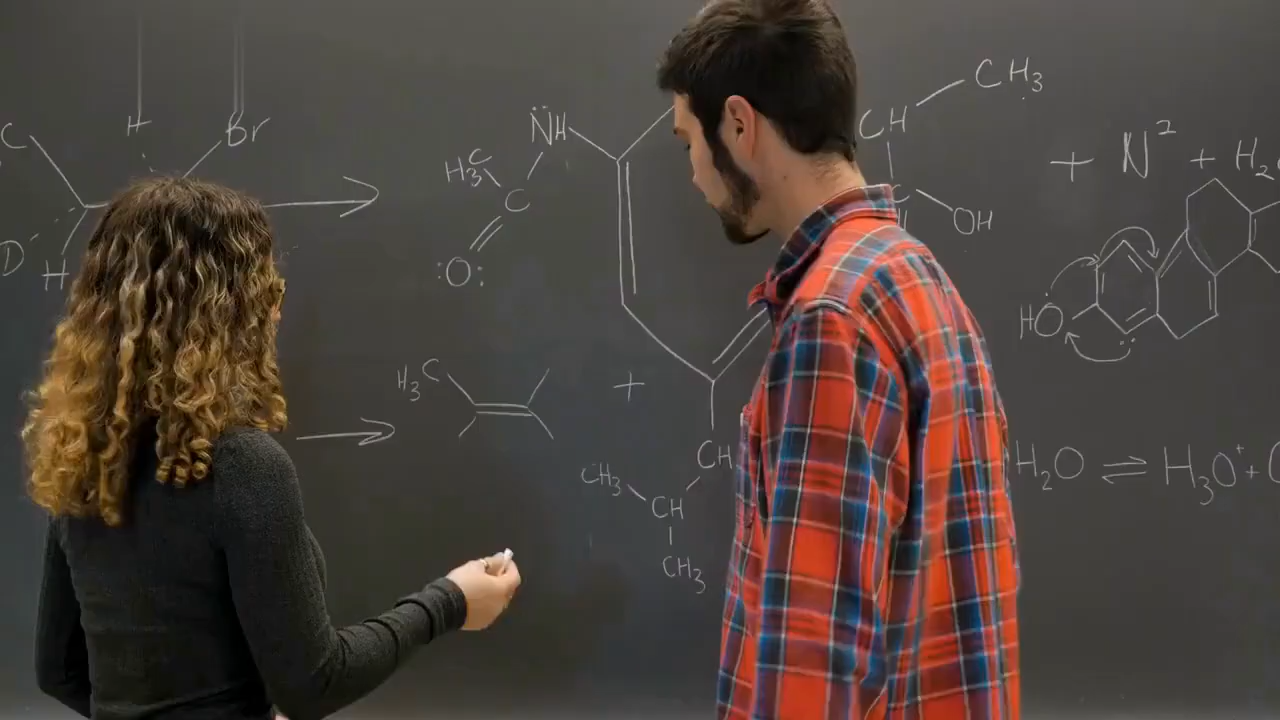 C H Br
D H
H₃C C NH
:O:
CH CH₃
C OH
H
+ N² + H₂
HO
H₃C
+
CH
CH₃ CH
CH₃
H₂O ⇌ H₃O⁺ +